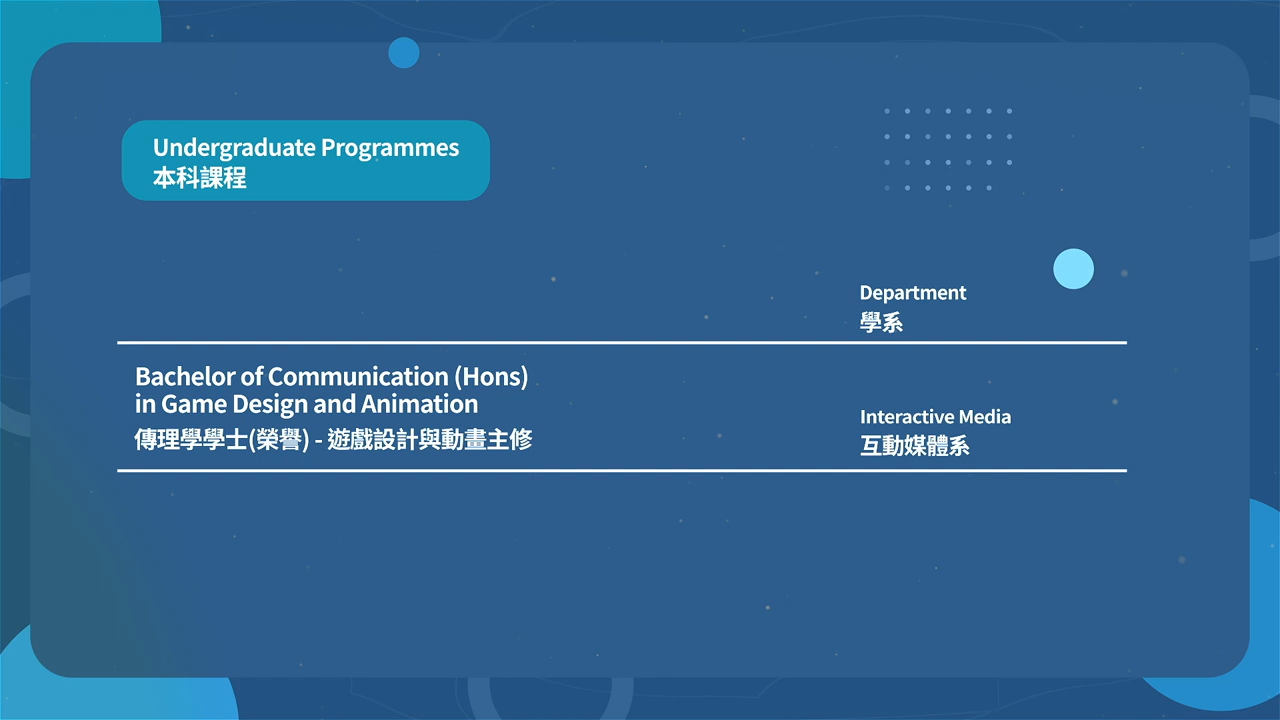 Undergraduate Programmes
本科課程
Department
學系
Bachelor of Communication (Hons)
in Game Design and Animation
傳理學學士(榮譽) - 遊戲設計與動畫主修
Interactive Media
互動媒體系